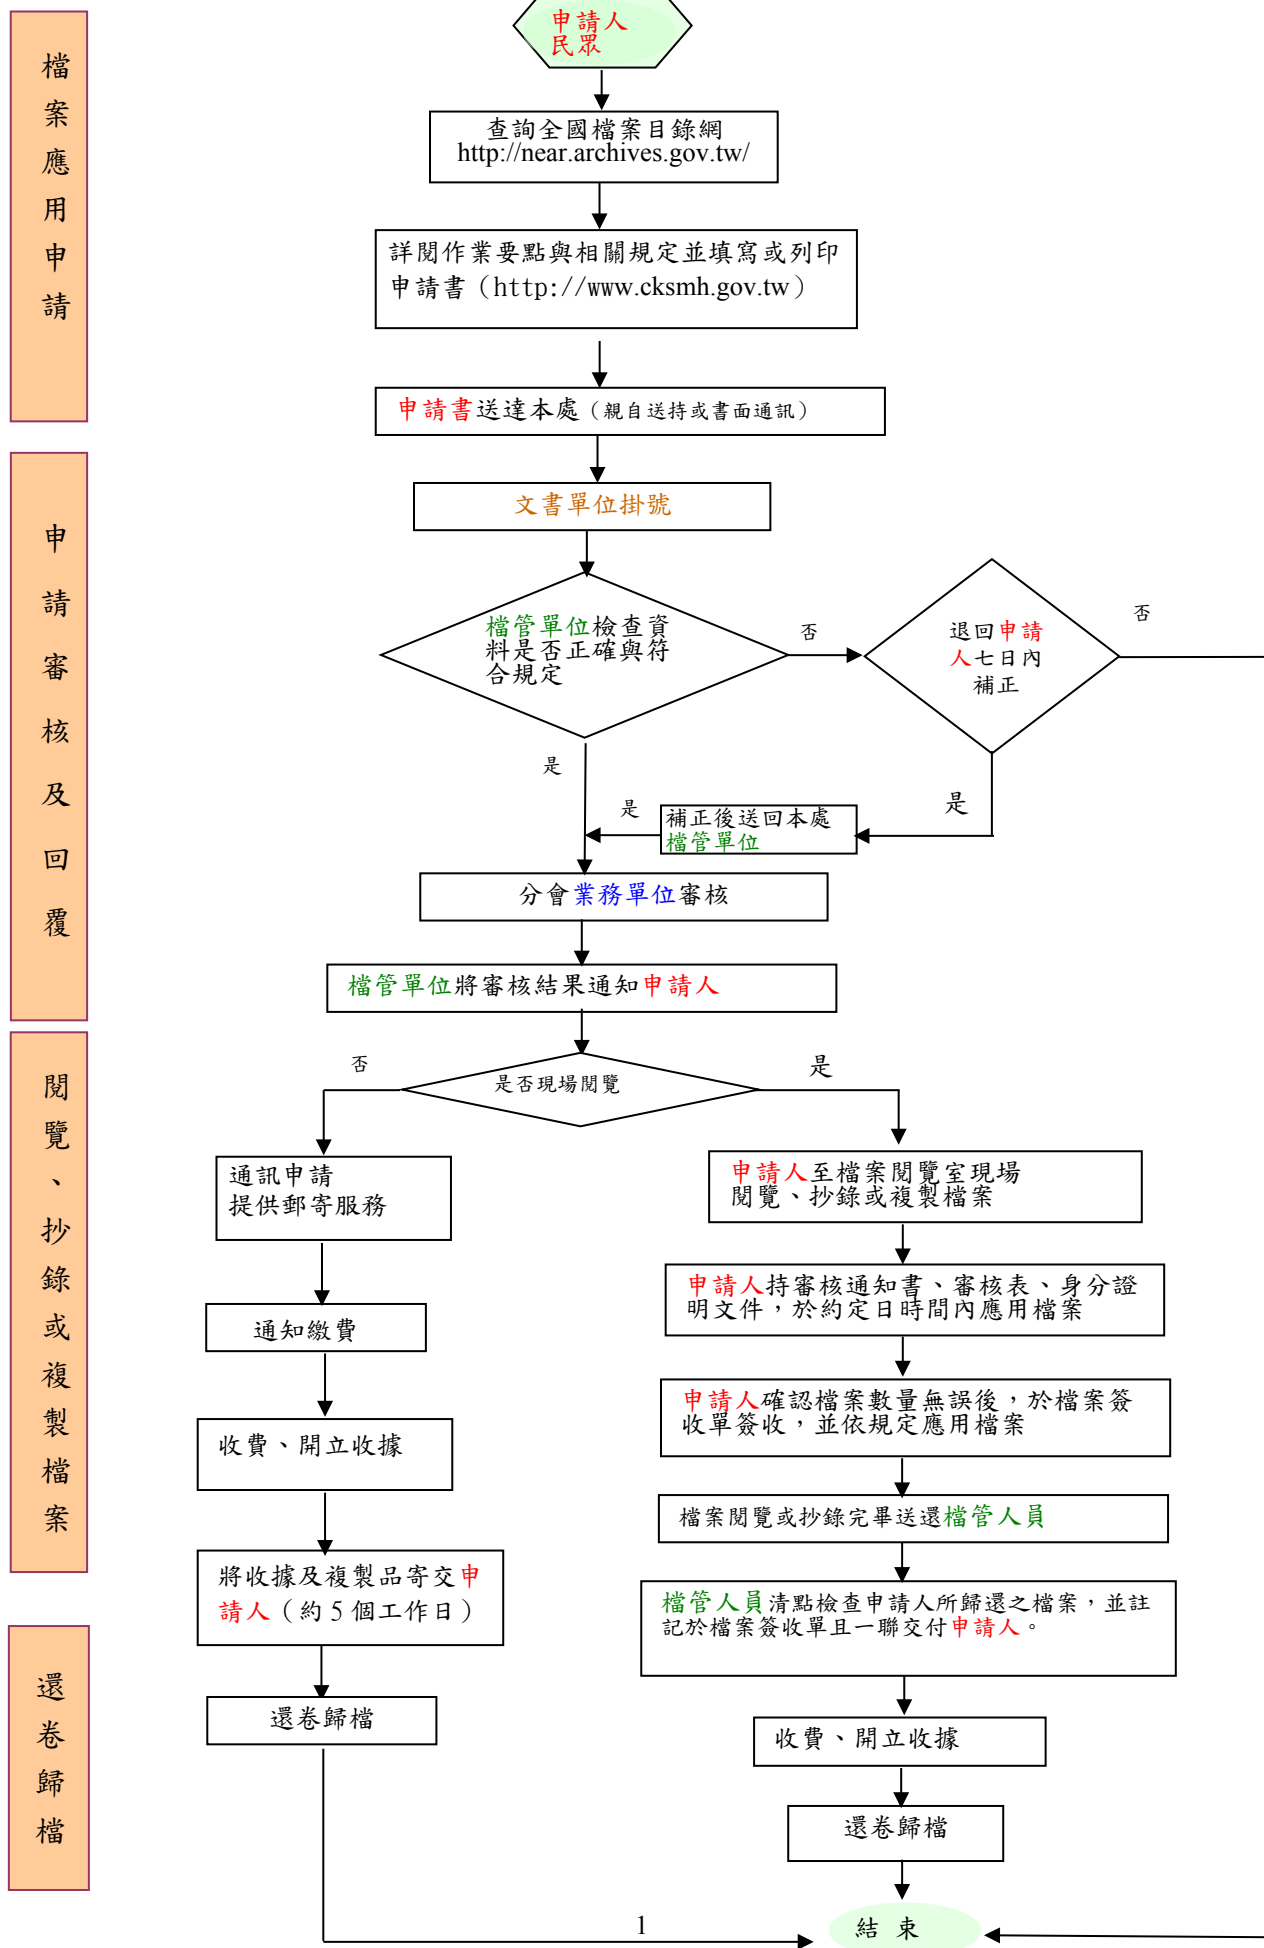 檔案應用申請
申請人
民眾
查詢全國檔案目錄網
http://near.archives.gov.tw/
詳閱作業要點與相關規定並填寫或列印
申請書（http://www.cksmh.gov.tw）
申請書送達本處（親自送持或書面通訊）
申請審核及回覆
文書單位掛號
檔管單位檢查資
料是否正確與符
合規定
否
退回申請
人七日內
補正
否
是
是
補正後送回本處
檔管單位
是
分會業務單位審核
檔管單位將審核結果通知申請人
閱覽、抄錄或複製檔案
否
是否現場閱覽
是
通訊申請
提供郵寄服務
通知繳費
收費、開立收據
將收據及複製品寄交申
請人（約 5 個工作日）
申請人至檔案閱覽室現場
閱覽、抄錄或複製檔案
申請人持審核通知書、審核表、身分證
明文件，於約定日時間內應用檔案
申請人確認檔案數量無誤後，於檔案簽
收單簽收，並依規定應用檔案
檔案閱覽或抄錄完畢送還檔管人員
檔管人員清點檢查申請人所歸還之檔案，並註
記於檔案簽收單且一聯交付申請人。
還卷歸檔
還卷歸檔
收費、開立收據
還卷歸檔
1
結 束